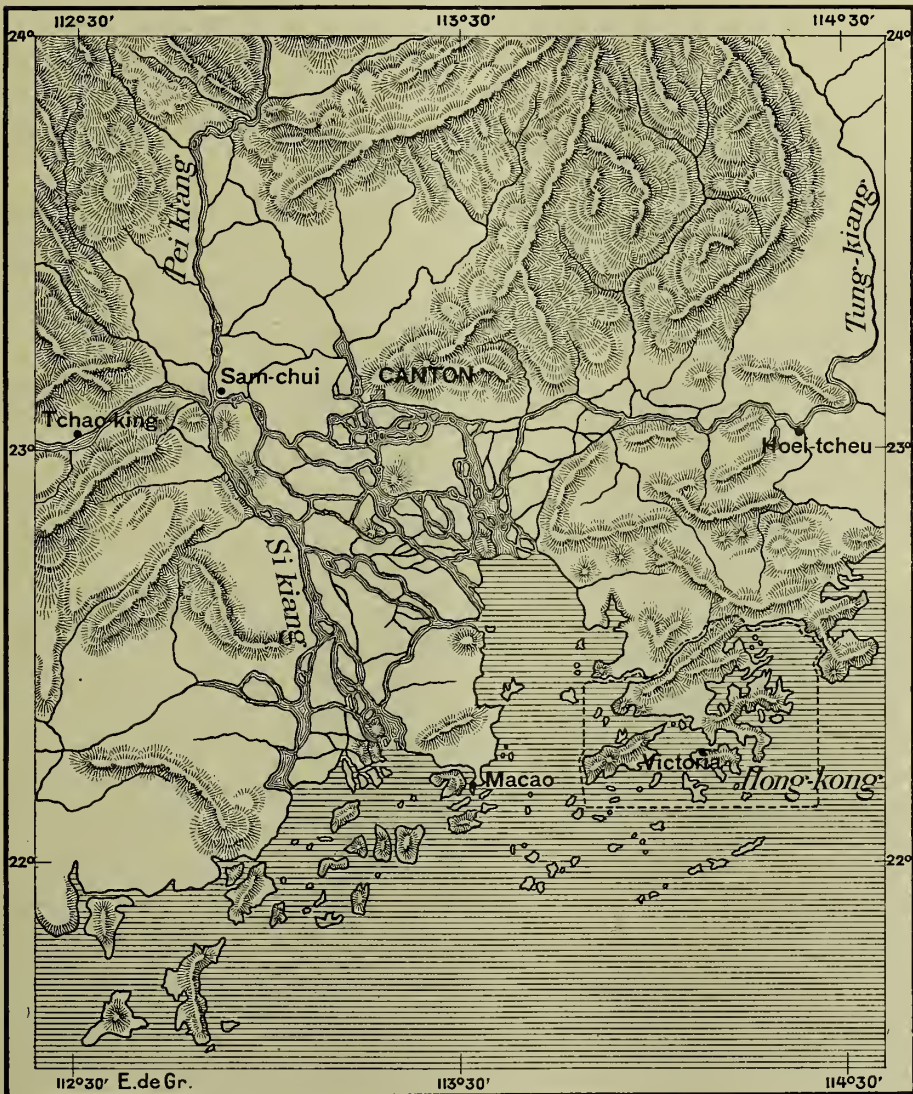 112°30' 113°30' 114°30'
24° 24°
Pei kiang
Tung-kiang
Sam-chui
CANTON
Tchao-king
23° Hoei-tcheu 23°
Si kiang
Macao
Victoria
Hong-kong
22° 22°
112°30' E.de Gr. 113°30' 114°30'